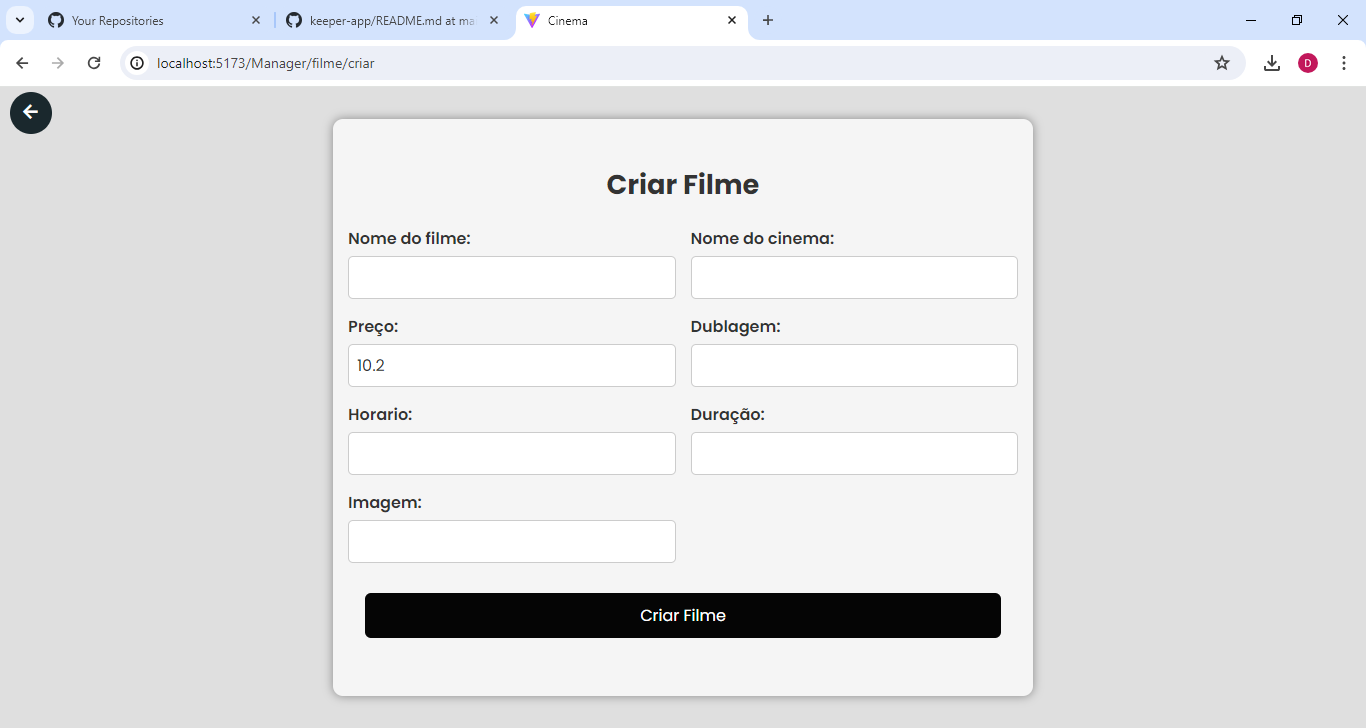 Your Repositories
keeper-app/README.md at ma
Cinema
localhost:5173/Manager/filme/criar
D
Criar Filme
Nome do filme: Nome do cinema:
Preço: Dublagem:
10.2
Horario: Duração:
Imagem:
Criar Filme